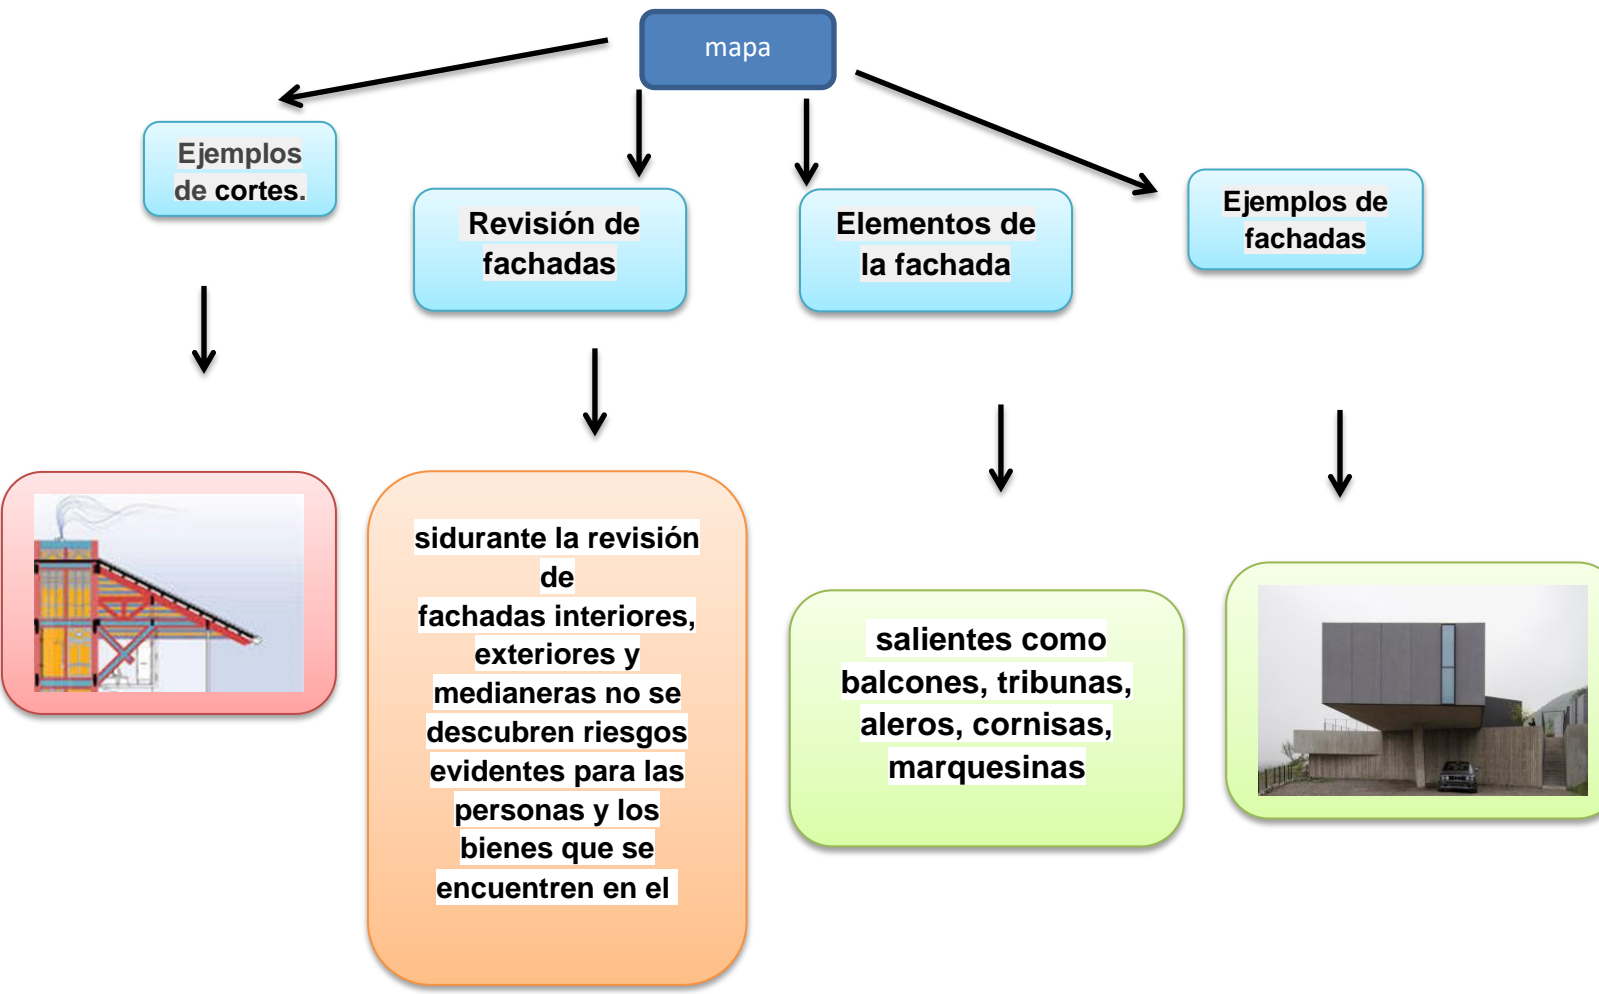 mapa
Ejemplos
de cortes.
Revisión de
fachadas
Elementos de
la fachada
Ejemplos de
fachadas
sidurante la revisión
de
fachadas interiores,
exteriores y
medianeras no se
descubren riesgos
evidentes para las
personas y los
bienes que se
encuentren en el
salientes como
balcones, tribunas,
aleros, cornisas,
marquesinas